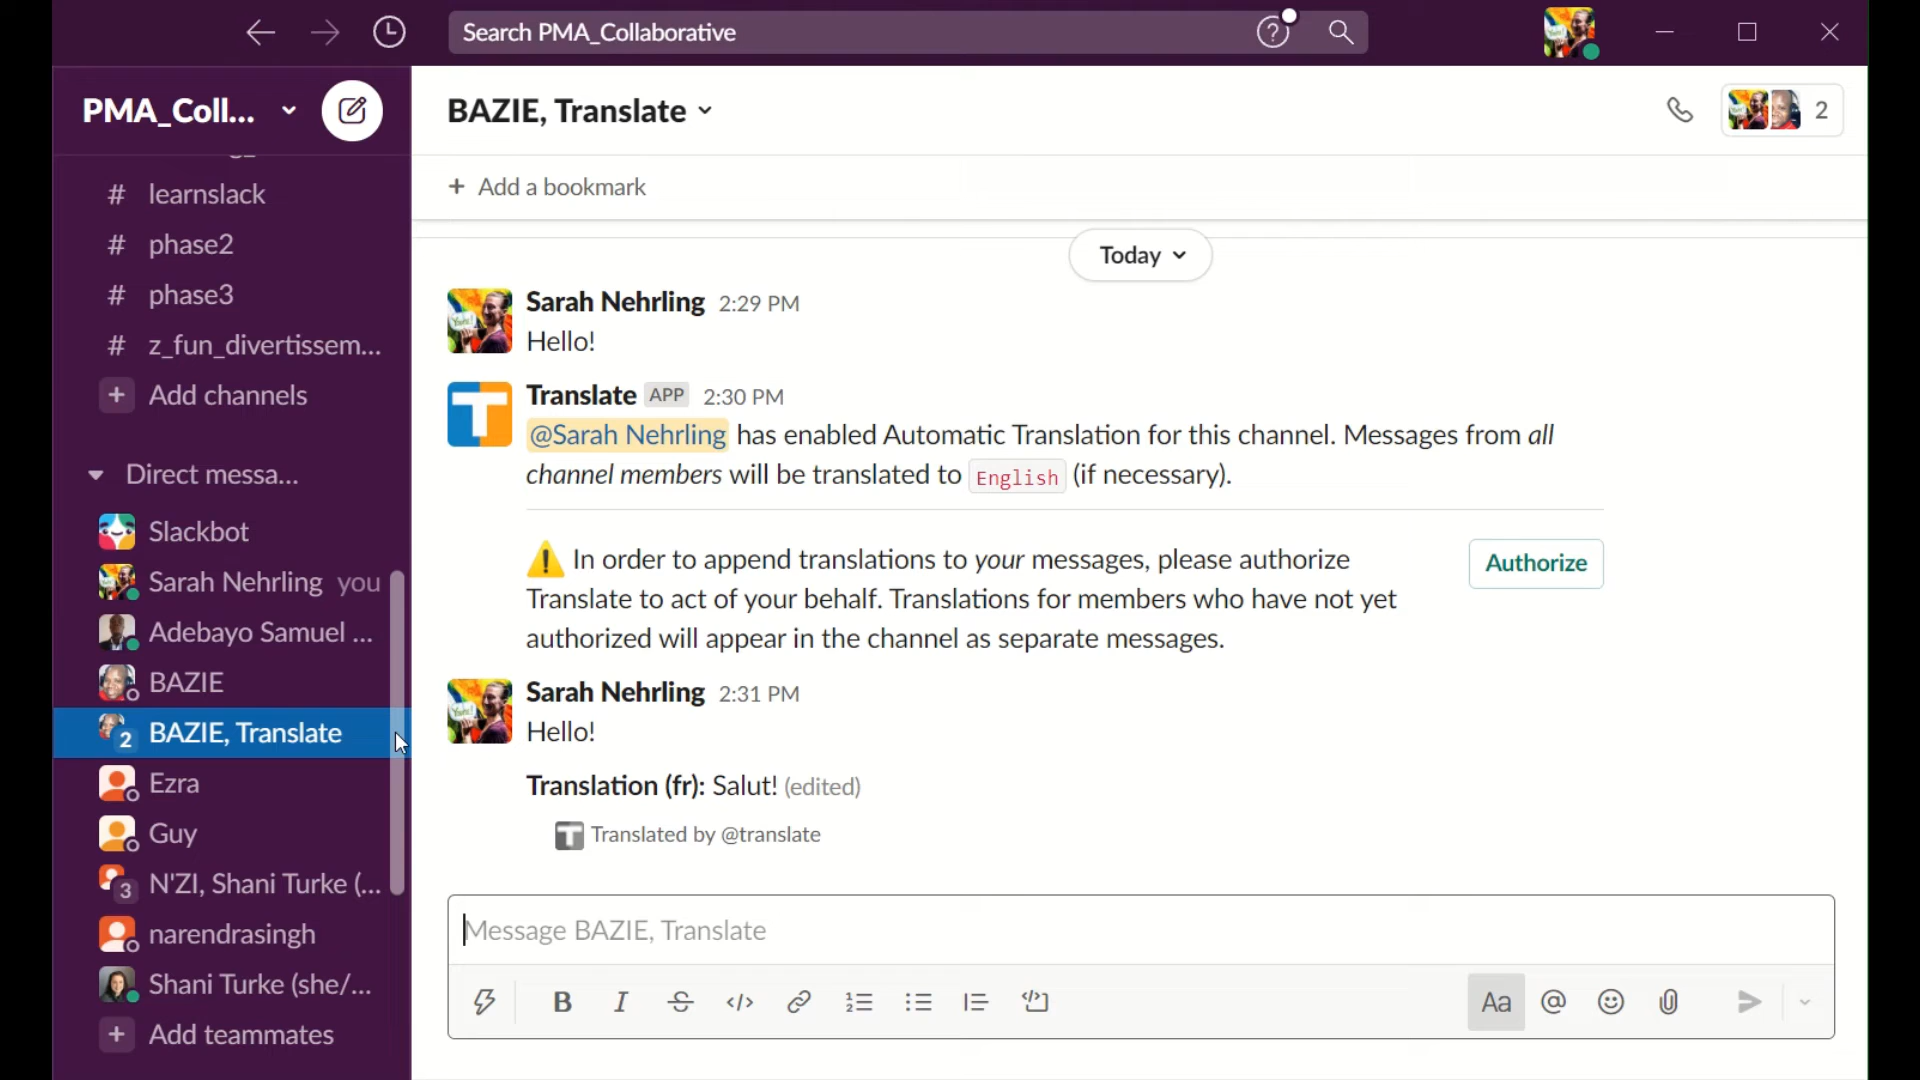 Search PMA_Collaborative
PMA_Coll...
# learnslack
# phase2
# phase3
# z_fun_divertissem...
+ Add channels
Direct messa...
Slackbot
Sarah Nehrling you
Adebayo Samuel ...
BAZIE
2 BAZIE, Translate
Ezra
Guy
3 N'ZI, Shani Turke (...
narendrasingh
Shani Turke (she/...
+ Add teammates
BAZIE, Translate
2
+ Add a bookmark
Today
Sarah Nehrling 2:29 PM
Hello!
Translate APP 2:30 PM
@Sarah Nehrling has enabled Automatic Translation for this channel. Messages from all
channel members will be translated to English (if necessary).
In order to append translations to your messages, please authorize
Translate to act of your behalf. Translations for members who have not yet
authorized will appear in the channel as separate messages.
Authorize
Sarah Nehrling 2:31 PM
Hello!
Translation (fr): Salut! (edited)
Translated by @translate
Message BAZIE, Translate
B I S </> Aa @